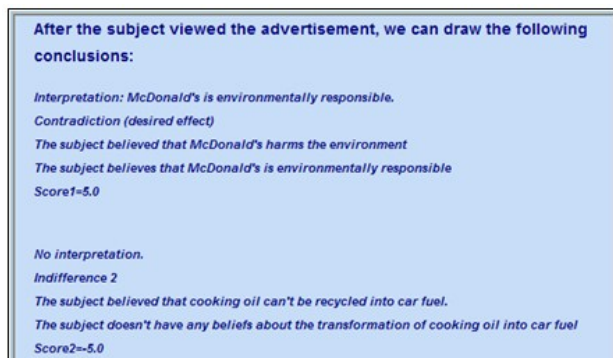 After the subject viewed the advertisement, we can draw the following
conclusions:
Interpretation: McDonald's is environmentally responsible.
Contradiction (desired effect)
The subject believed that McDonald's harms the environment
The subject believes that McDonald's is environmentally responsible
Score1=5.0
No interpretation.
Indifference 2
The subject believed that cooking oil can't be recycled into car fuel.
The subject doesn't have any beliefs about the transformation of cooking oil into car fuel
Score2=-5.0